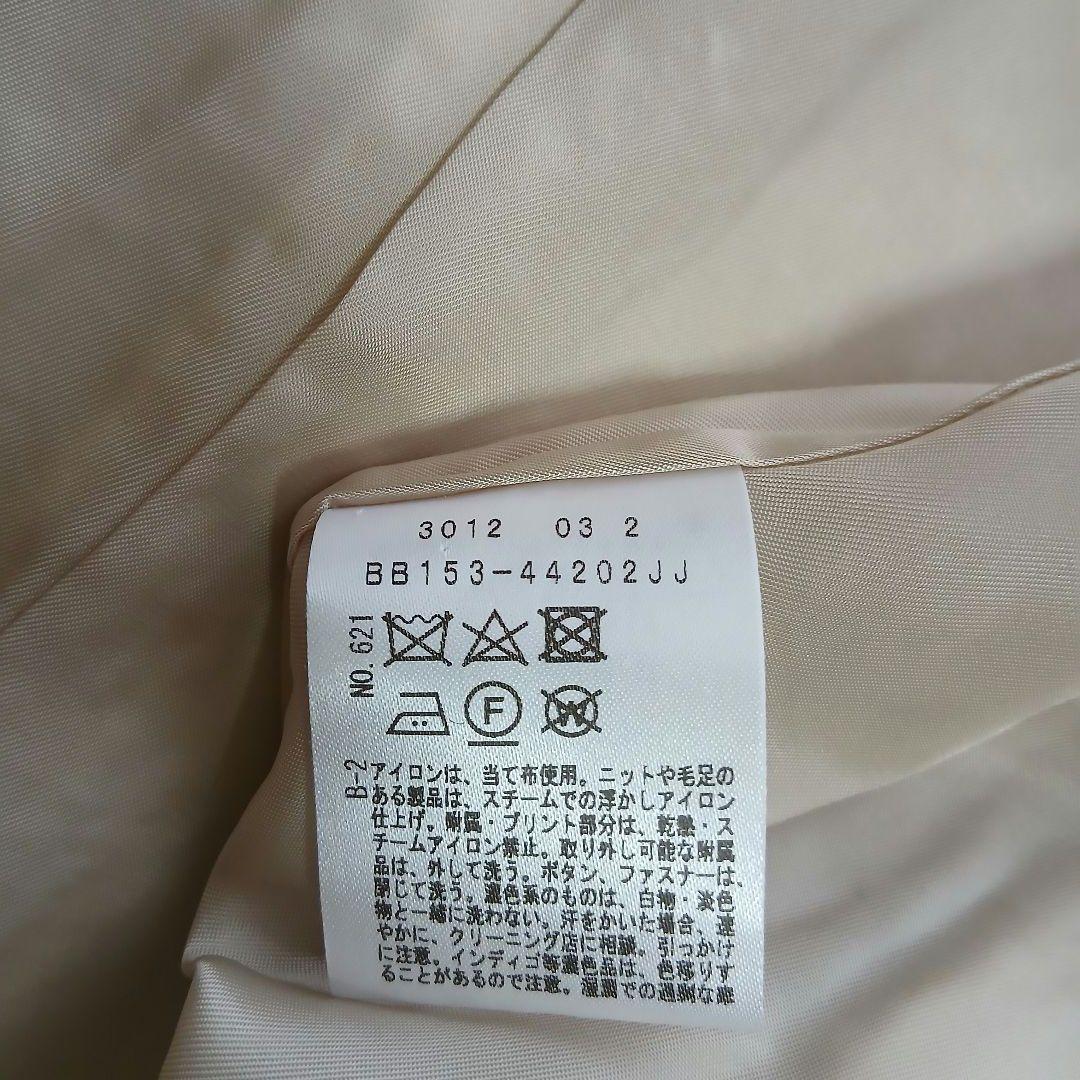 3012 03 2
BB153-44202JJ
NO.621
F
W
B-2
アイロンは、当て布使用。ニットや毛足の
ある製品は、スチームでの浮かしアイロン
仕上げ。附属・プリント部分は、乾熱・ス
チームアイロン禁止。取り外し可能な附属
品は、外して洗う。ボタン、ファスナーは、
閉じて洗う。濃色系のものは、白物・淡色
物と一緒に洗わない。汗をかいた場合、速
やかに、クリーニング店に相談。引っかけ
に注意。インディゴ等濃色品は、色移りす
ることがあるので注意。湿潤での過剰な摩